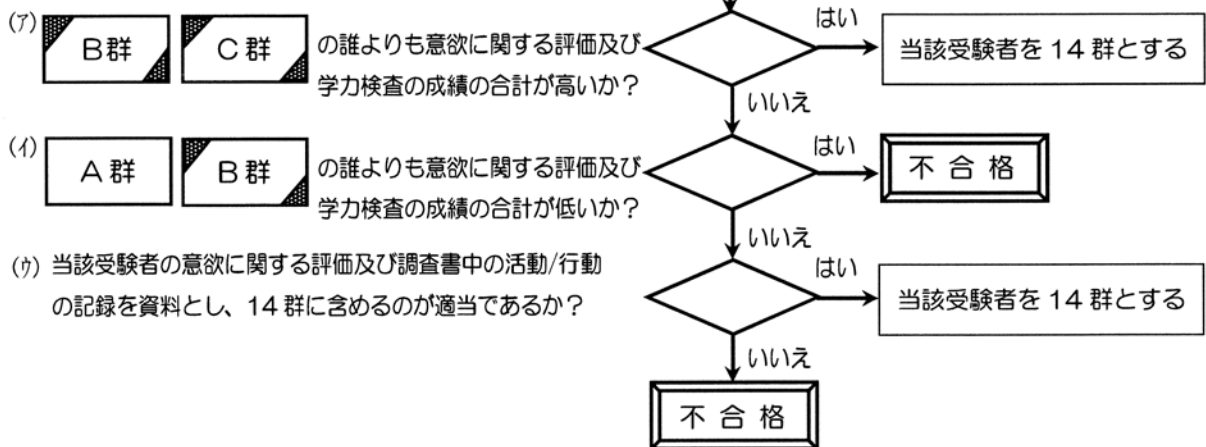 はい
(ア) B群 C群 の誰よりも意欲に関する評価及び
学力検査の成績の合計が高いか?
当該受験者を14群とする
いいえ
(イ) A群 B群 の誰よりも意欲に関する評価及び
学力検査の成績の合計が低いか?
はい
不合格
いいえ
(ウ) 当該受験者の意欲に関する評価及び調査書中の活動/行動
の記録を資料とし、14群に含めるのが適当であるか?
はい
当該受験者を14群とする
いいえ
不合格